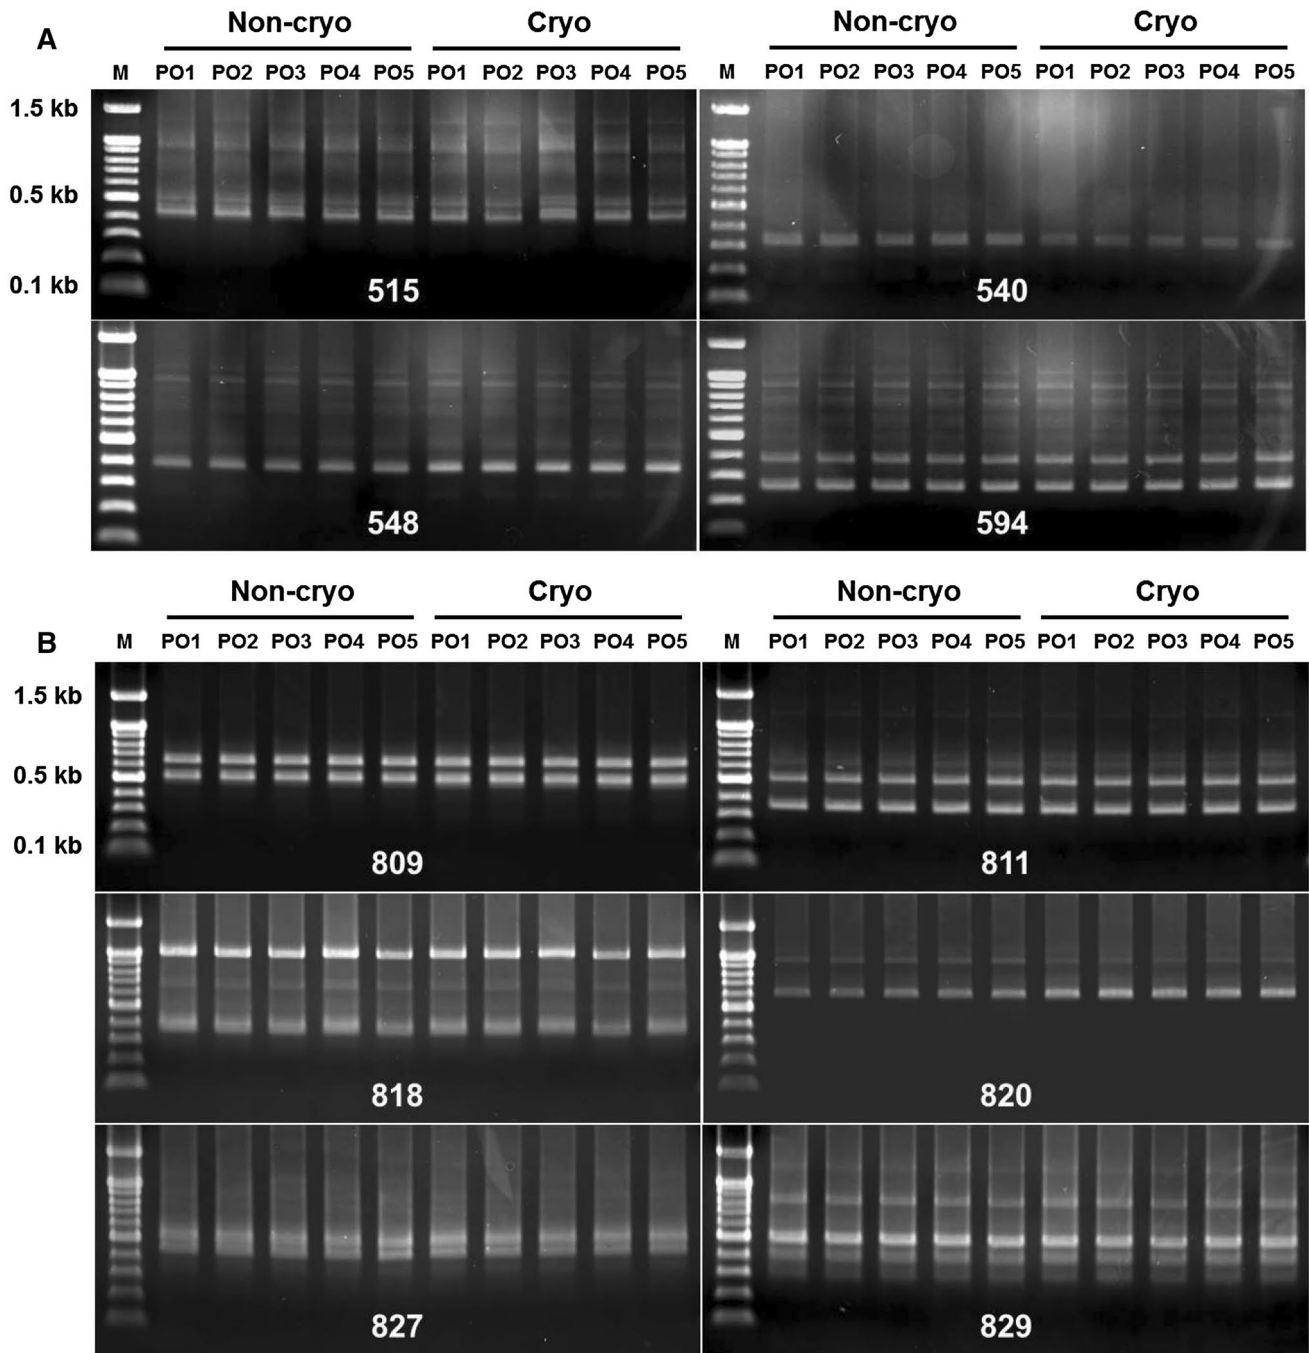 A
Non-cryo Cryo Non-cryo Cryo
M PO1 PO2 PO3 PO4 PO5 PO1 PO2 PO3 PO4 PO5 M PO1 PO2 PO3 PO4 PO5 PO1 PO2 PO3 PO4 PO5
1.5 kb
0.5 kb
0.1 kb
515 540
548 594
B
Non-cryo Cryo Non-cryo Cryo
M PO1 PO2 PO3 PO4 PO5 PO1 PO2 PO3 PO4 PO5 M PO1 PO2 PO3 PO4 PO5 PO1 PO2 PO3 PO4 PO5
1.5 kb
0.5 kb
0.1 kb
809 811
818 820
827 829